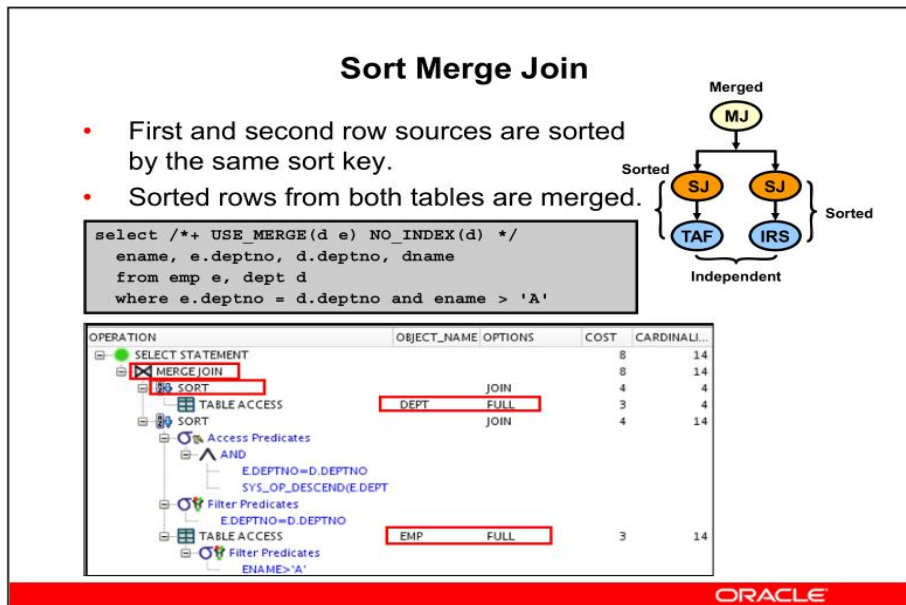 Sort Merge Join
• First and second row sources are sorted
by the same sort key.
• Sorted rows from both tables are merged.
Merged
MJ
Sorted
SJ
SJ
Sorted
TAF
IRS
Independent
select /*+ USE_MERGE(d e) NO_INDEX(d) */
ename, e.deptno, d.deptno, dname
from emp e, dept d
where e.deptno = d.deptno and ename > 'A'
OPERATION OBJECT_NAME OPTIONS COST CARDINALI...
SELECT STATEMENT 8 14
MERGE JOIN 8 14
SORT JOIN 4 4
TABLE ACCESS DEPT FULL 3 4
SORT JOIN 4 14
Access Predicates
AND
E.DEPTNO=D.DEPTNO
SYS_OP_DESCEND(E.DEPT
Filter Predicates
E.DEPTNO=D.DEPTNO
TABLE ACCESS EMP FULL 3 14
Filter Predicates
ENAME>'A'
ORACLE